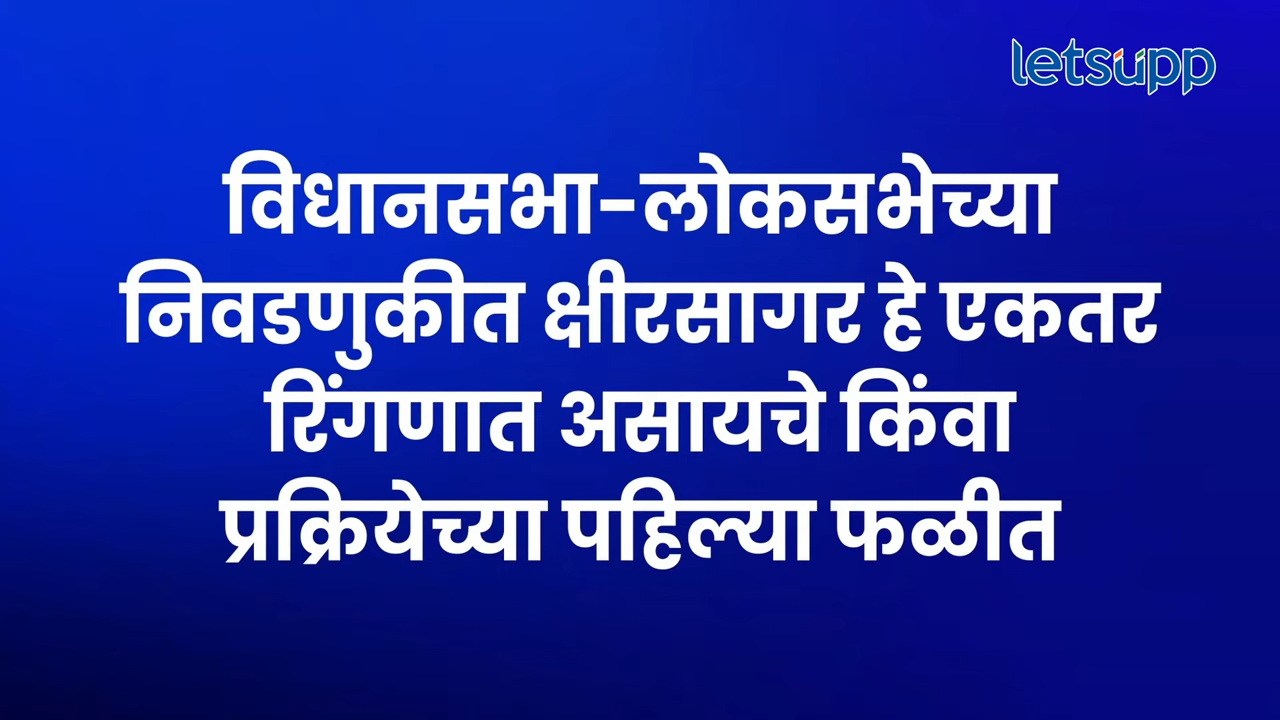 letsupp
विधानसभा-लोकसभेच्या
निवडणुकीत क्षीरसागर हे एकतर
रिंगणात असायचे किंवा
प्रक्रियेच्या पहिल्या फळीत